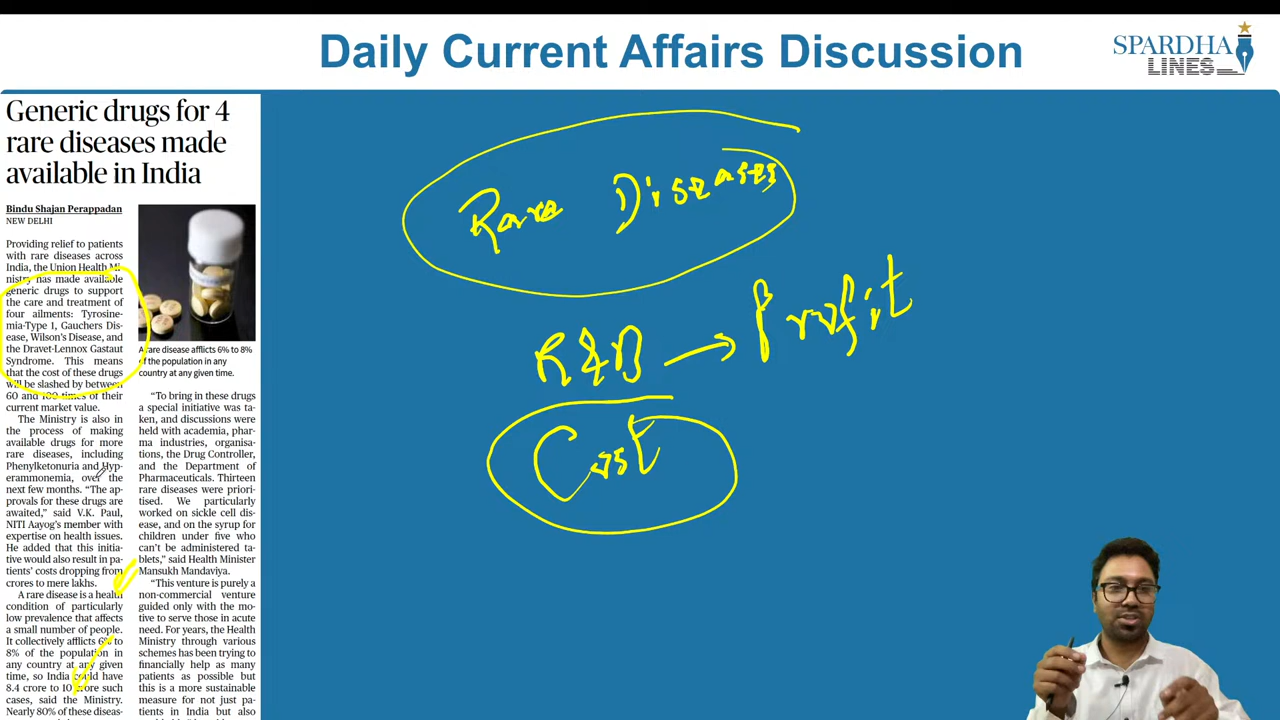 Daily Current Affairs Discussion
SPARDHA
LINES
Generic drugs for 4
rare diseases made
available in India
Bindu Shajan Perappadan
NEW DELHI
Providing relief to patients
with rare diseases across
India, the Union Health Mi-
nistry has made available
generic drugs to support
the care and treatment of
four ailments: Tyrosine-
mia-Type 1, Gauchers Dis-
ease, Wilson's Disease, and
the Dravet-Lennox Gastaut
Syndrome. This means
that the cost of these drugs
will be slashed by between
60 and 100 times of their
current market value.
The Ministry is also in
the process of making
available drugs for more
rare diseases, including
Phenylketonuria and Hyp-
erammonemia, over the
next few months. "The ap-
provals for these drugs are
awaited," said V.K. Paul,
NITI Aayog's member with
expertise on health issues.
He added that this initia-
tive would also result in pa-
tients' costs dropping from
crores to mere lakhs.
A rare disease is a health
condition of particularly
low prevalence that affects
a small number of people.
It collectively afflicts 6% to
8% of the population in
any country at any given
time, so India could have
8.4 crore to 10 crore such
cases, said the Ministry.
Nearly 80% of these diseas-
A rare disease afflicts 6% to 8%
of the population in any
country at any given time.
"To bring in these drugs
a special initiative was ta-
ken, and discussions were
held with academia, phar-
ma industries, organisa-
tions, the Drug Controller,
and the Department of
Pharmaceuticals. Thirteen
rare diseases were priori-
tised. We particularly
worked on sickle cell dis-
ease, and on the syrup for
children under five who
can't be administered ta-
blets," said Health Minister
Mansukh Mandaviya.
"This venture is purely a
non-commercial venture
guided only with the mo-
tive to serve those in acute
need. For years, the Health
Ministry through various
schemes has been trying to
financially help as many
patients as possible but
this is a more sustainable
measure for not just pa-
tients in India but also
Rare Diseases
R&D → Profit
Cost